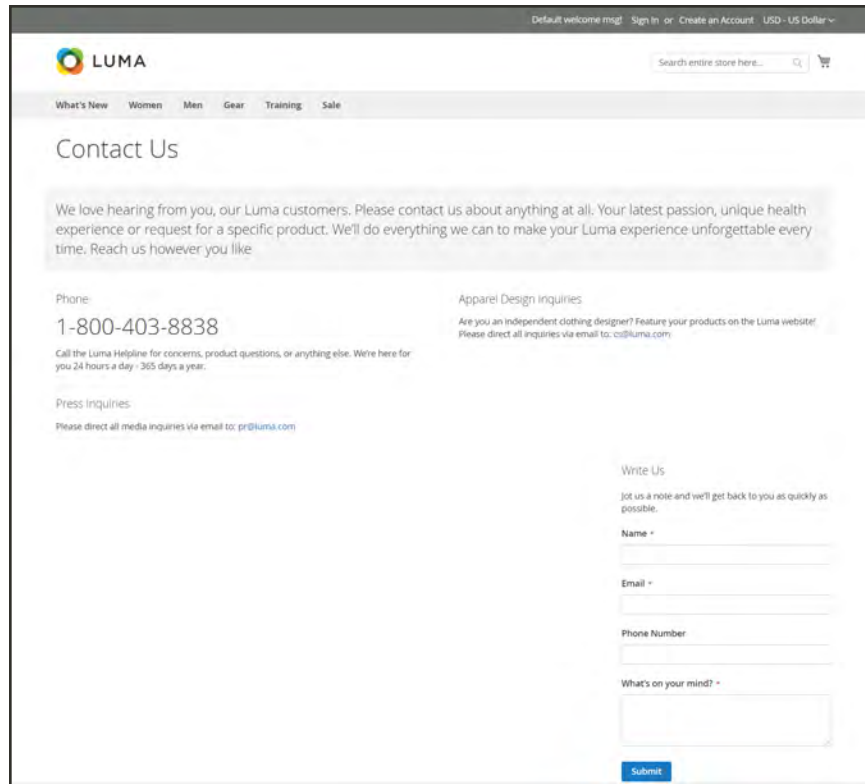 Default welcome msg! Sign In or Create an Account USD - US Dollar
LUMA
Search entire store here...
What's New Women Men Gear Training Sale
Contact Us
We love hearing from you, our Luma customers. Please contact us about anything at all. Your latest passion, unique health
experience or request for a specific product. We'll do everything we can to make your Luma experience unforgettable every
time. Reach us however you like
Phone
1-800-403-8838
Call the Luma Helpline for concerns, product questions, or anything else. We're here for
you 24 hours a day - 365 days a year.
Apparel Design Inquiries
Are you an independent clothing designer? Feature your products on the Luma website!
Please direct all inquiries via email to: cs@luma.com
Press Inquiries
Please direct all media inquiries via email to: pr@luma.com
Write Us
Jot us a note and we'll get back to you as quickly as
possible.
Name *
Email *
Phone Number
What's on your mind? *
Submit